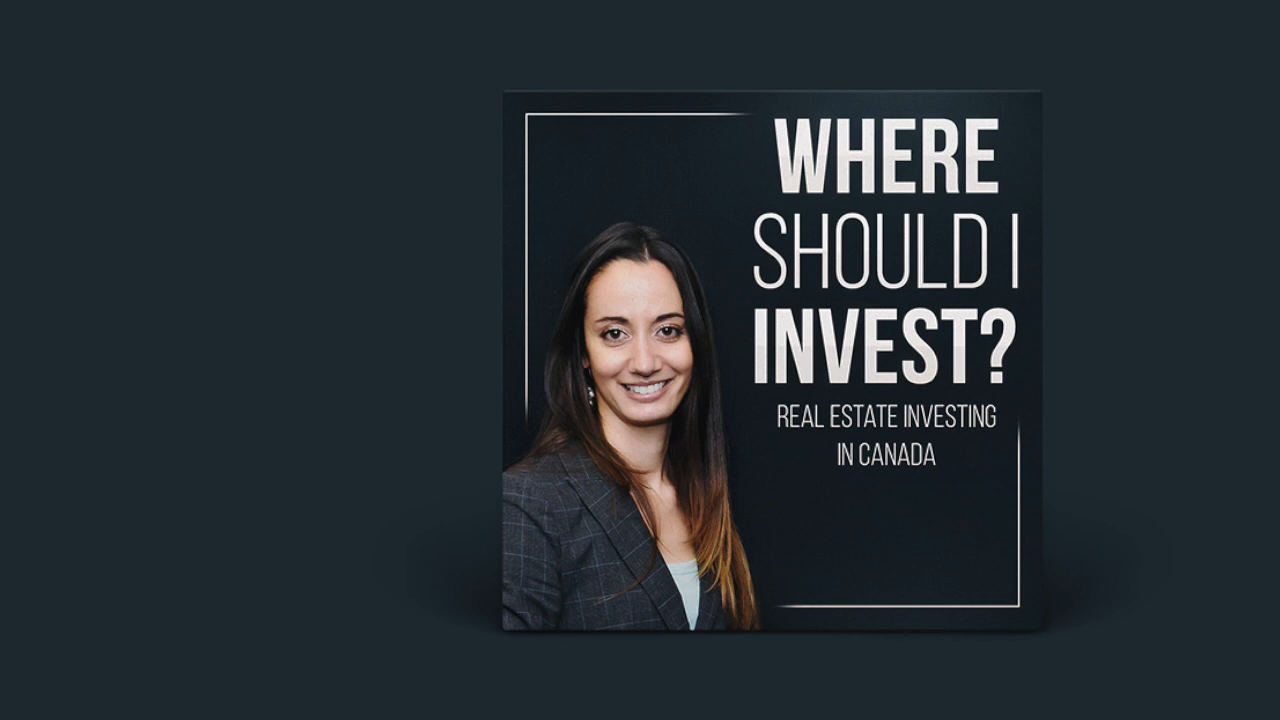 WHERE
SHOULD I
INVEST?
REAL ESTATE INVESTING
IN CANADA